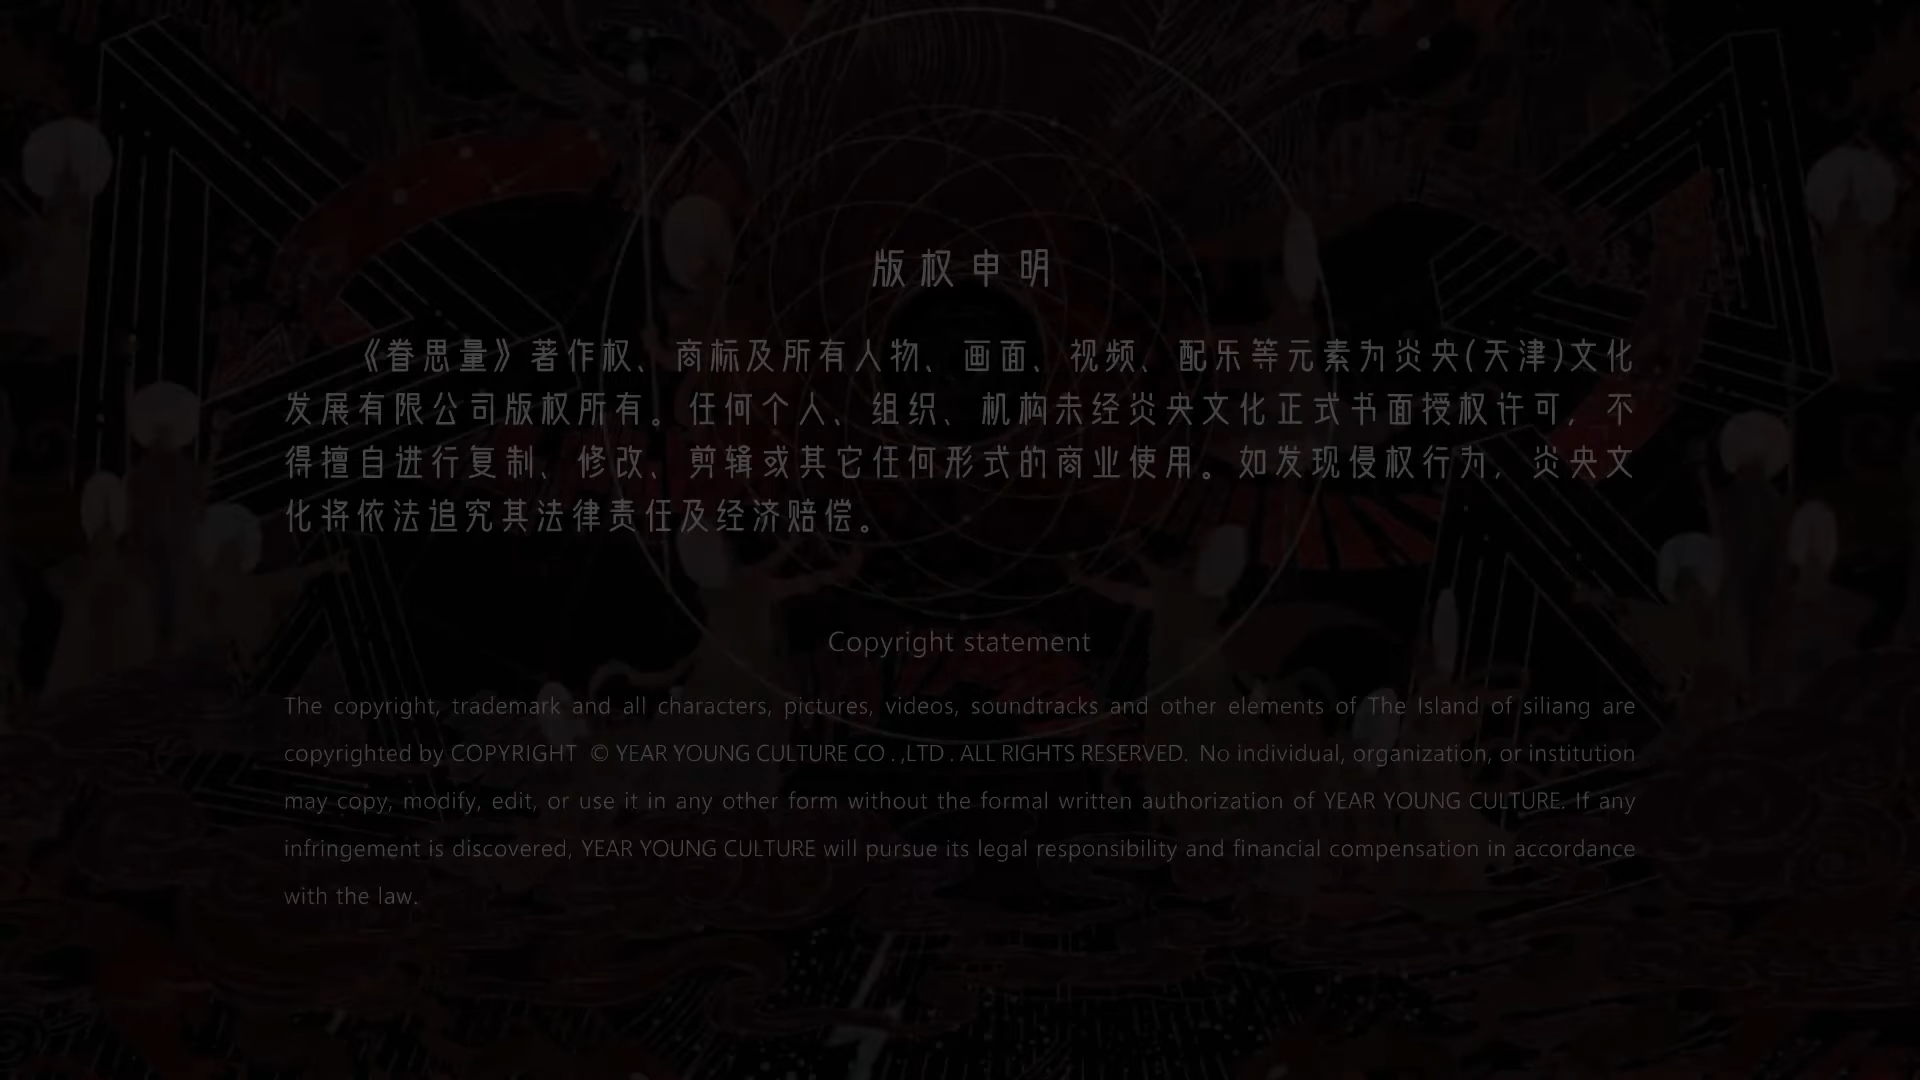 版权申明
《眷思量》著作权、商标及所有人物、画面、视频、配乐等元素为炎央(天津)文化
发展有限公司版权所有。任何个人、组织、机构未经炎央文化正式书面授权许可，不
得擅自进行复制、修改、剪辑或其它任何形式的商业使用。如发现侵权行为，炎央文
化将依法追究其法律责任及经济赔偿。
Copyright statement
The copyright, trademark and all characters, pictures, videos, soundtracks and other elements of The Island of siliang are
copyrighted by COPYRIGHT © YEAR YOUNG CULTURE CO . ,LTD . ALL RIGHTS RESERVED. No individual, organization, or institution
may copy, modify, edit, or use it in any other form without the formal written authorization of YEAR YOUNG CULTURE. If any
infringement is discovered, YEAR YOUNG CULTURE will pursue its legal responsibility and financial compensation in accordance
with the law.